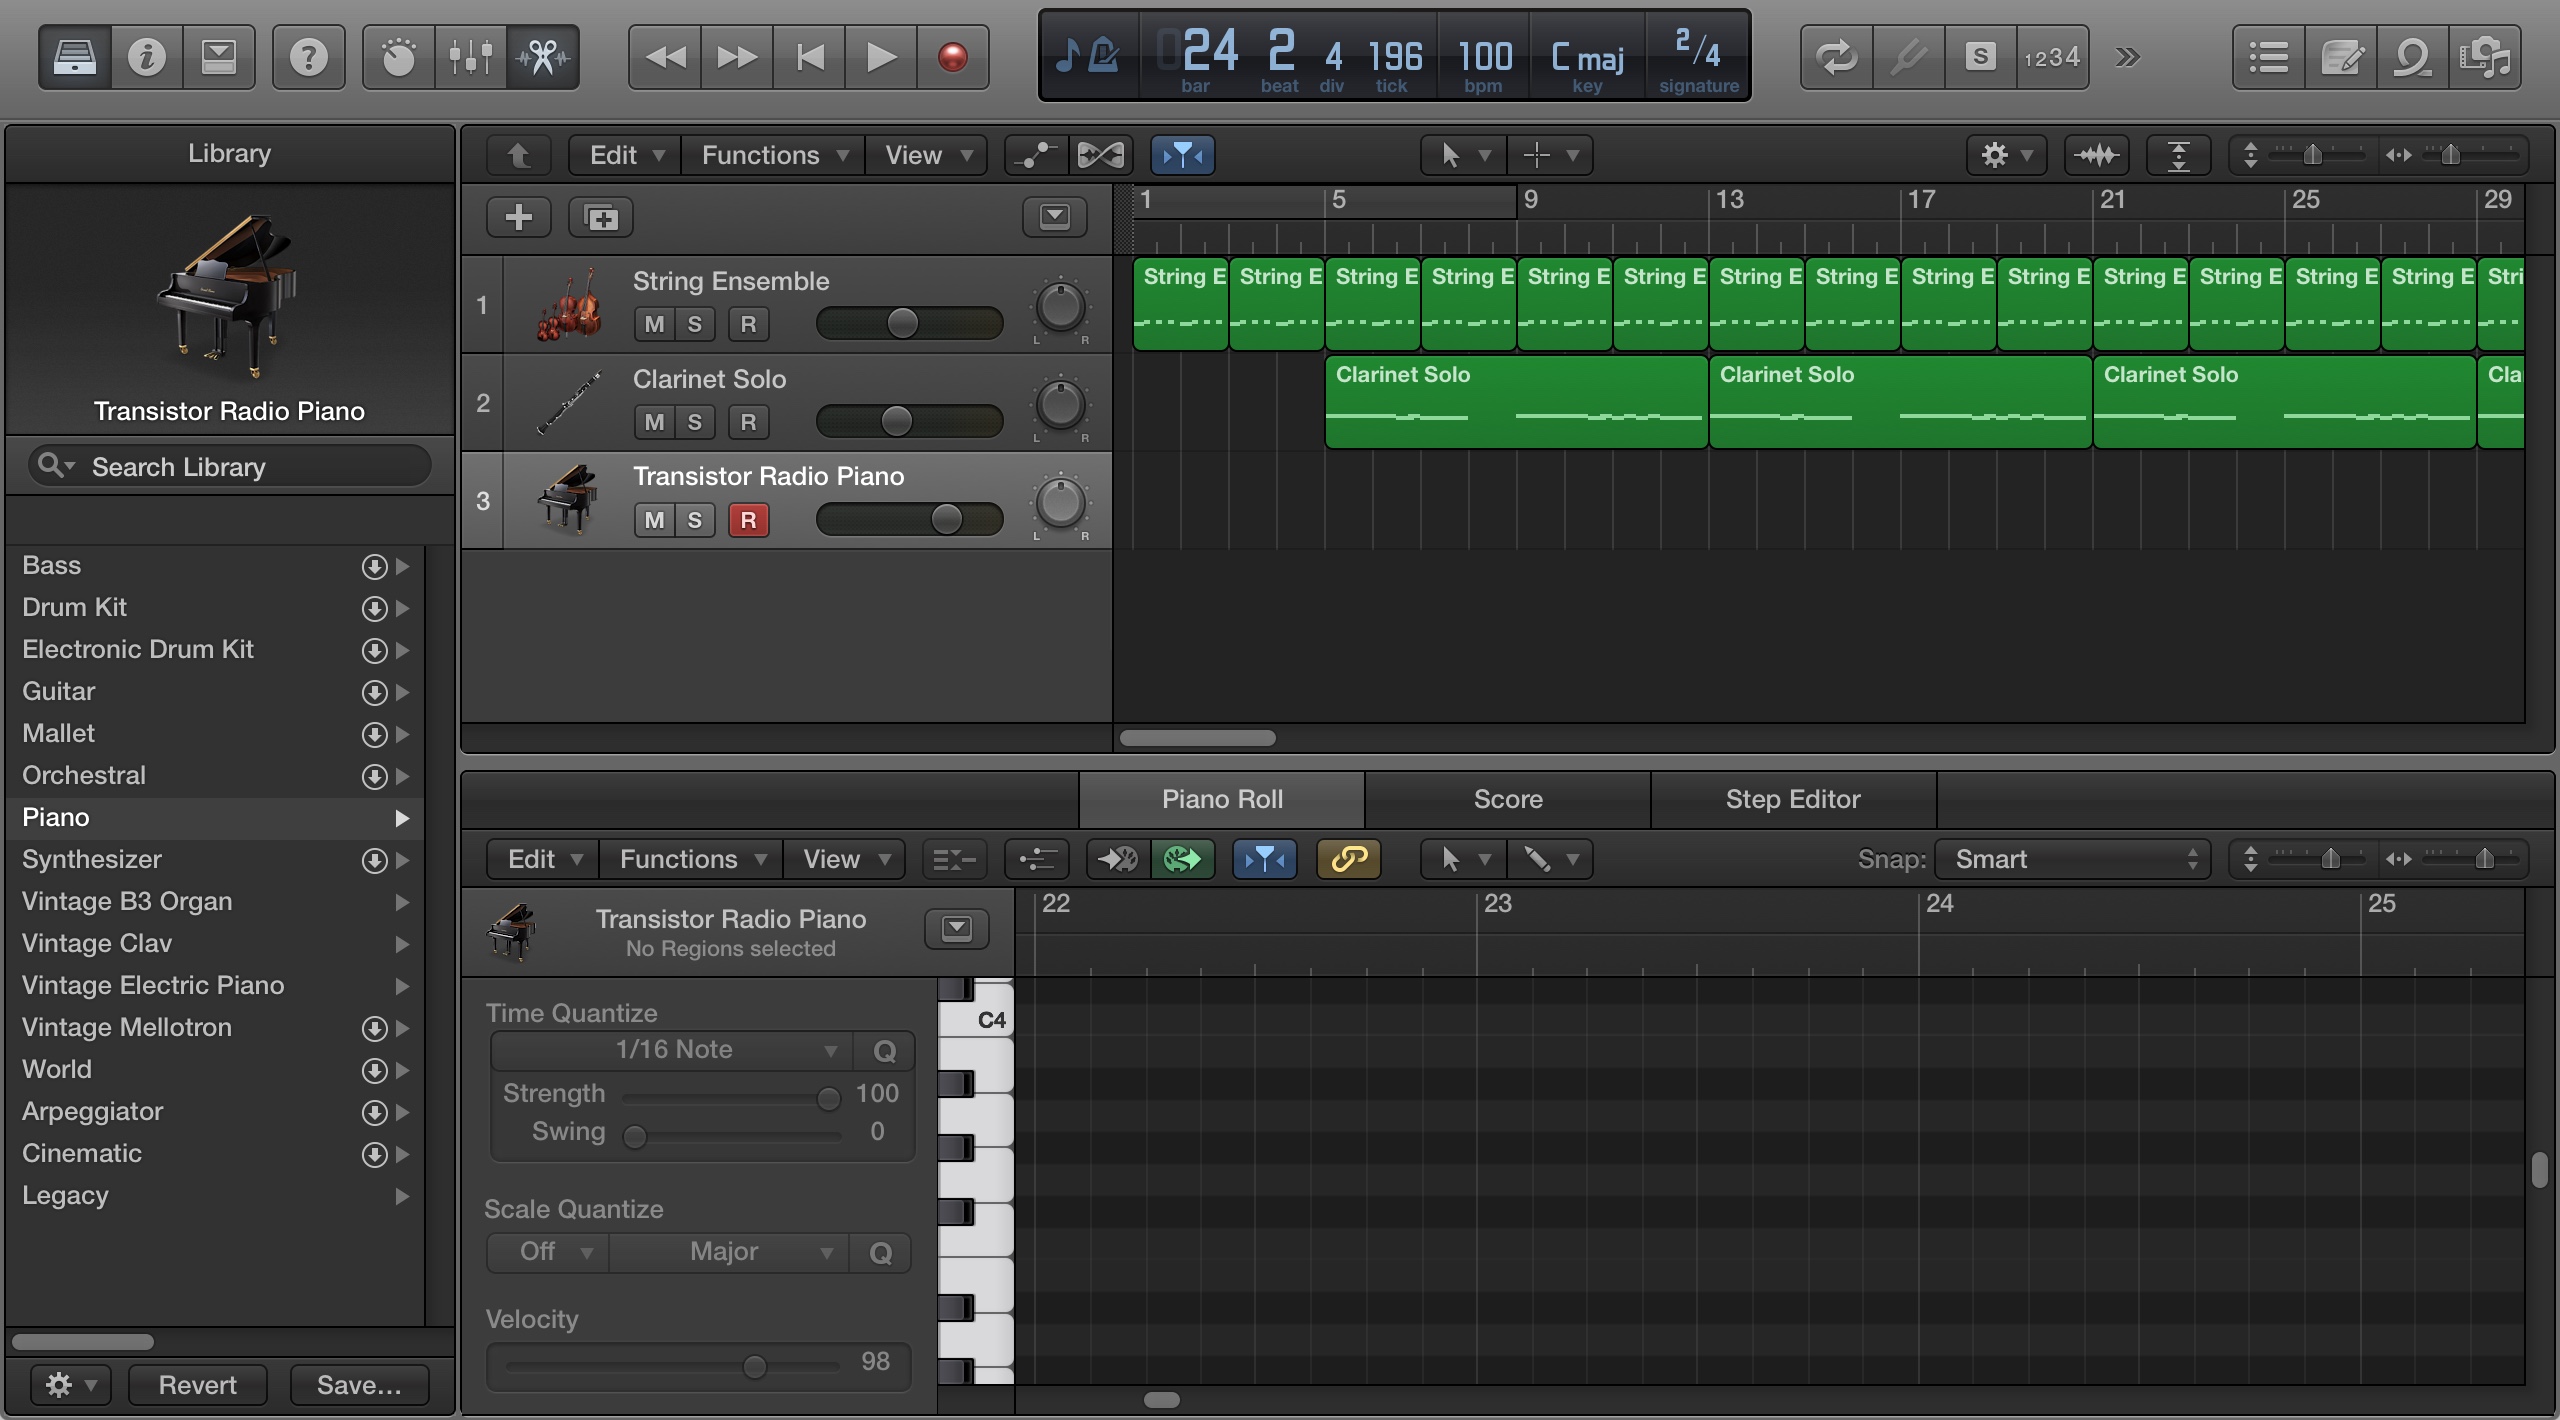 024 2 4 196 100 C maj 2/4
bar beat div tick bpm key signature
S 1234
Library
Transistor Radio Piano
Search Library
Bass
Drum Kit
Electronic Drum Kit
Guitar
Mallet
Orchestral
Piano
Synthesizer
Vintage B3 Organ
Vintage Clav
Vintage Electric Piano
Vintage Mellotron
World
Arpeggiator
Cinematic
Legacy
Revert Save...
Edit Functions View
1 5 9 13 17 21 25 29
1 String Ensemble
M S R L R
String E String E String E String E String E String E String E String E String E String E String E String E String E String E Stri
2 Clarinet Solo
M S R L R
Clarinet Solo Clarinet Solo Clarinet Solo Cla
3 Transistor Radio Piano
M S R L R
Piano Roll Score Step Editor
Edit Functions View Snap: Smart
Transistor Radio Piano
No Regions selected
22 23 24 25
Time Quantize
1/16 Note Q
Strength 100
Swing 0
Scale Quantize
Off Major Q
Velocity
98
C4